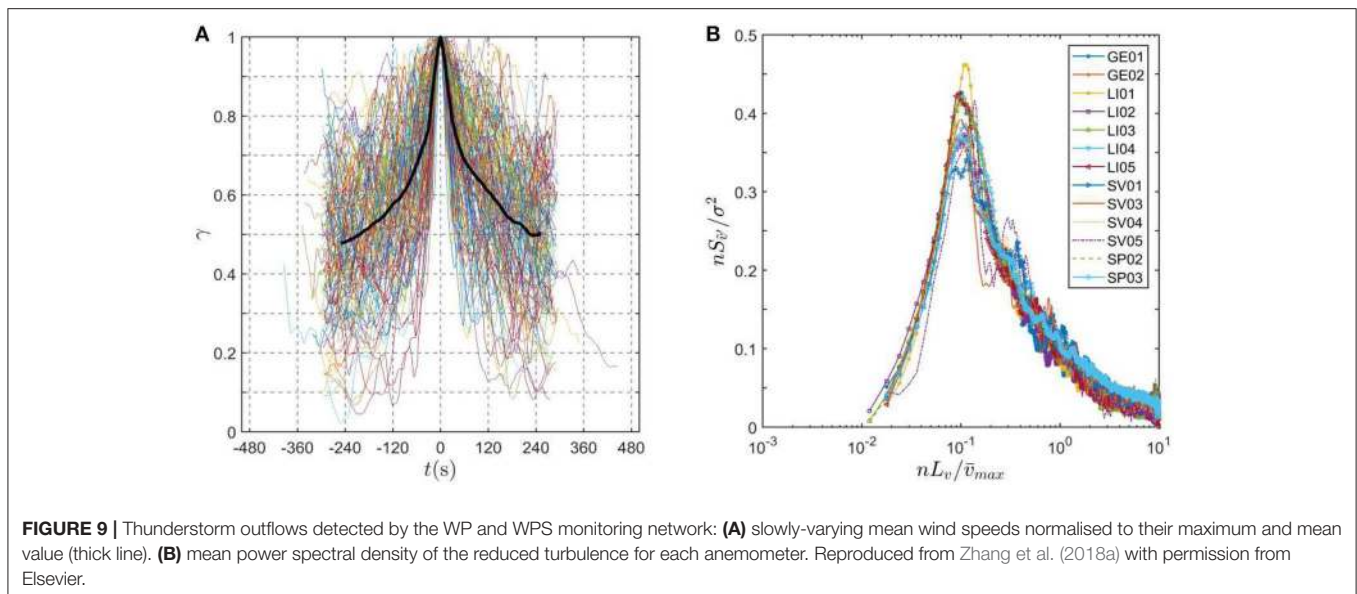 A
B
1
0.8
0.6
0.4
0.2
0
γ
-480 -360 -240 -120 0 120 240 360 480
t(s)
0.5
0.4
0.3
0.2
0.1
0
nS_{ṽ'}/σ²
10⁻³ 10⁻² 10⁻¹ 10⁰ 10¹
nL_v/v̄_{max}
GE01
GE02
LI01
LI02
LI03
LI04
LI05
SV01
SV03
SV04
SV05
SP02
SP03
FIGURE 9 | Thunderstorm outflows detected by the WP and WPS monitoring network: (A) slowly-varying mean wind speeds normalised to their maximum and mean
value (thick line). (B) mean power spectral density of the reduced turbulence for each anemometer. Reproduced from Zhang et al. (2018a) with permission from
Elsevier.